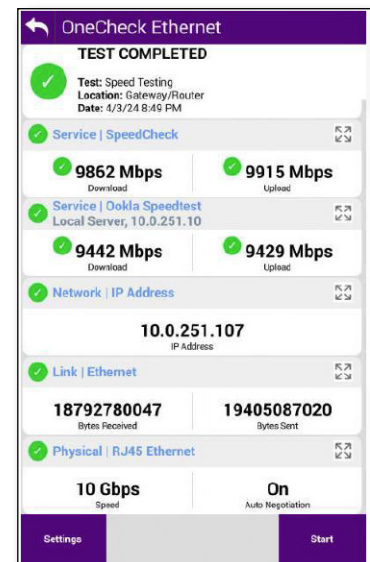 OneCheck Ethernet
TEST COMPLETED
Test: Speed Testing
Location: Gateway/Router
Date: 4/3/24 8:49 PM
Service | SpeedCheck
9862 Mbps
9915 Mbps
Download
Upload
Service | Ookla Speedtest
Local Server, 10.0.251.10
9442 Mbps
9429 Mbps
Download
Upload
Network | IP Address
10.0.251.107
IP Address
Link | Ethernet
18792780047
19405087020
Bytes Received
Bytes Sent
Physical | RJ45 Ethernet
10 Gbps
On
Speed
Auto Negotiation
Settings
Start